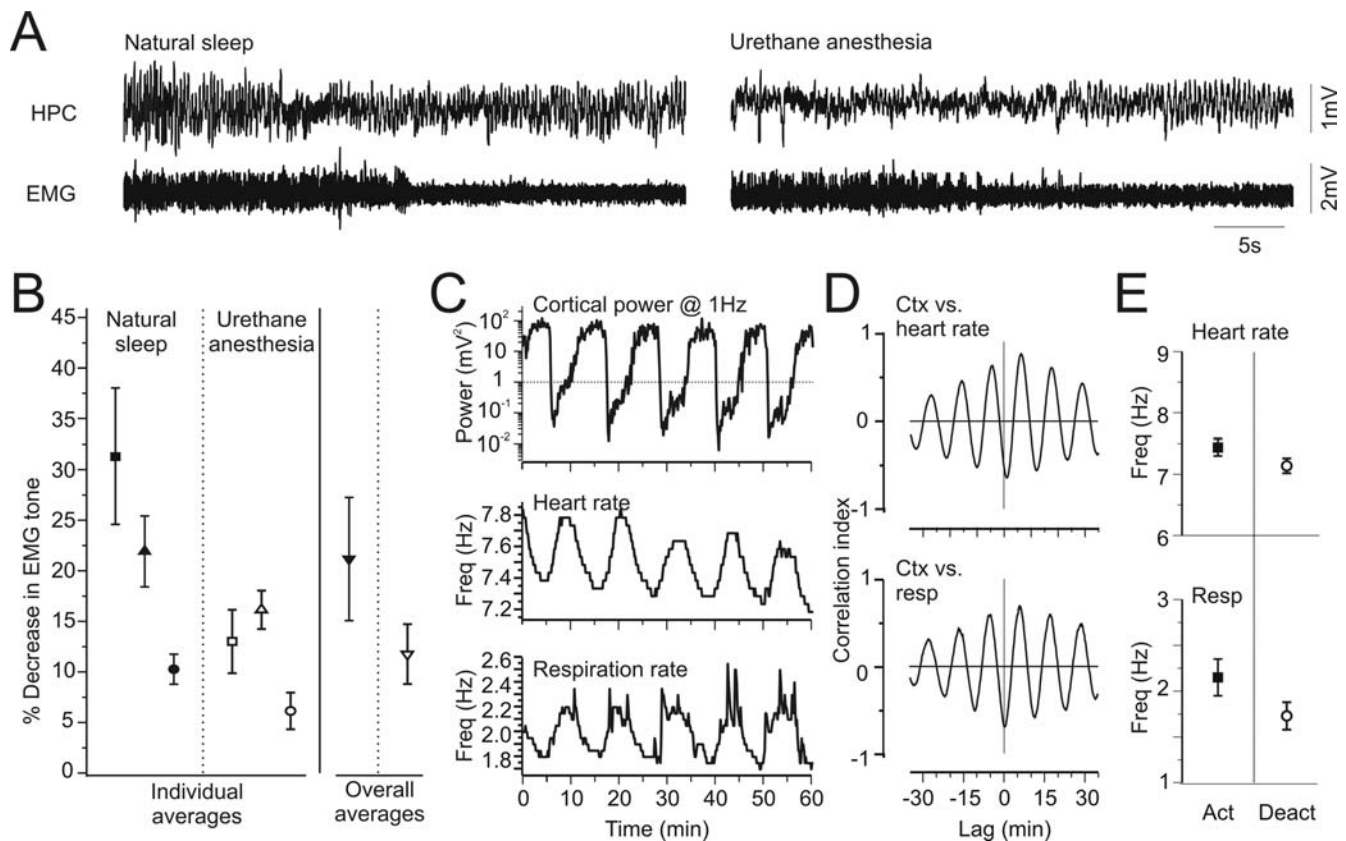 A
Natural sleep
Urethane anesthesia
HPC
1mV
EMG
2mV
5s
B
% Decrease in EMG tone
45
40
35
30
25
20
15
10
5
0
Natural
sleep
Urethane
anesthesia
Individual
averages
Overall
averages
C
Cortical power @ 1Hz
Power (mV²)
10²
10
1
10⁻¹
10⁻²
Heart rate
Freq (Hz)
7.8
7.6
7.4
7.2
Respiration rate
Freq (Hz)
2.6
2.4
2.2
2.0
1.8
0 10 20 30 40 50 60
Time (min)
D
Ctx vs.
heart rate
Correlation index
1
0
-1
Ctx vs.
resp
1
0
-1
-30 -15 0 15 30
Lag (min)
E
Heart rate
Freq (Hz)
9
8
7
6
Resp
Freq (Hz)
3
2
1
Act Deact